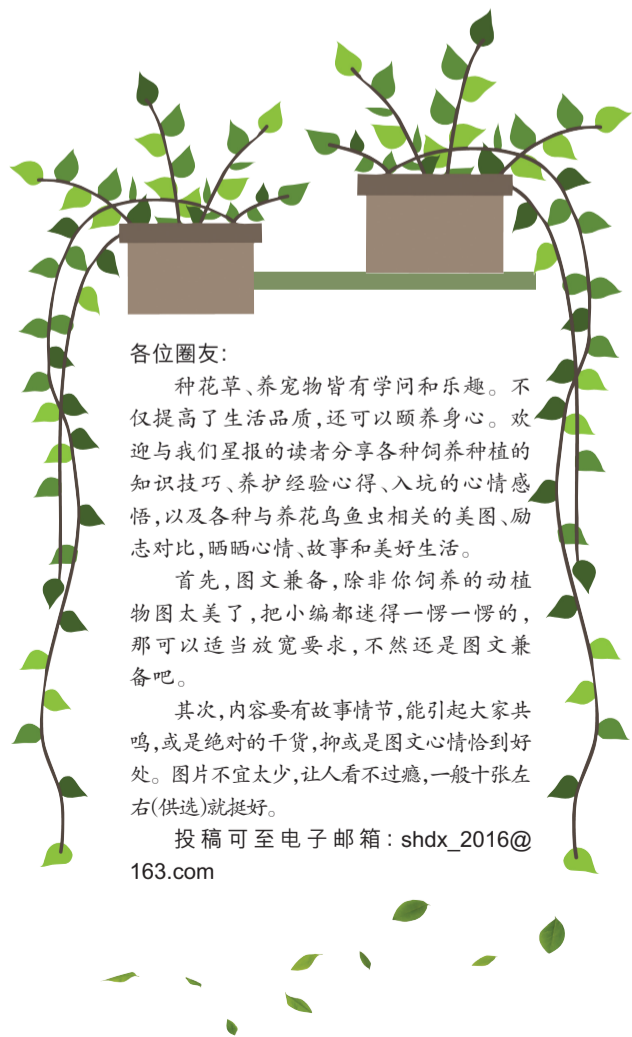 各位圈友：
种花草、养宠物皆有学问和乐趣。不
仅提高了生活品质，还可以颐养身心。欢
迎与我们星报的读者分享各种饲养种植的
知识技巧、养护经验心得、入坑的心情感
悟，以及各种与养花鸟鱼虫相关的美图、励
志对比，晒晒心情、故事和美好生活。
首先，图文兼备，除非你饲养的动植
物图太美了，把小编都迷得一愣一愣的，
那可以适当放宽要求，不然还是图文兼
备吧。
其次，内容要有故事情节，能引起大家共
鸣，或是绝对的干货，抑或是图文心情恰到好
处。图片不宜太少，让人看不过瘾，一般十张左
右(供选)就挺好。
投稿可至电子邮箱：shdx_2016@
163.com